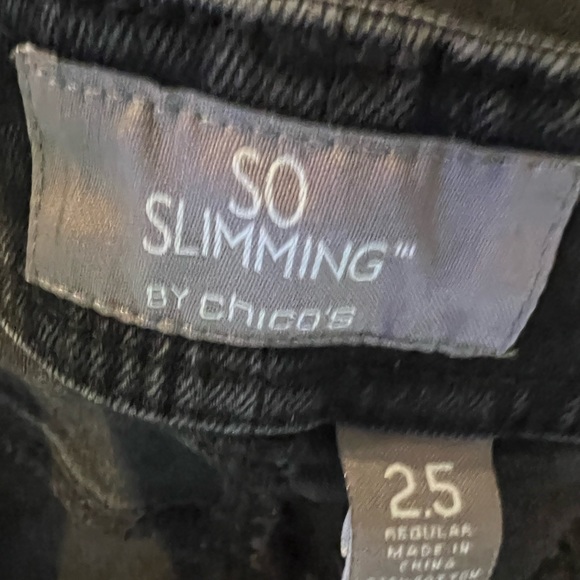 SO
SLIMMING™
BY chico's
2.5
REGULAR
MADE IN
CHINA